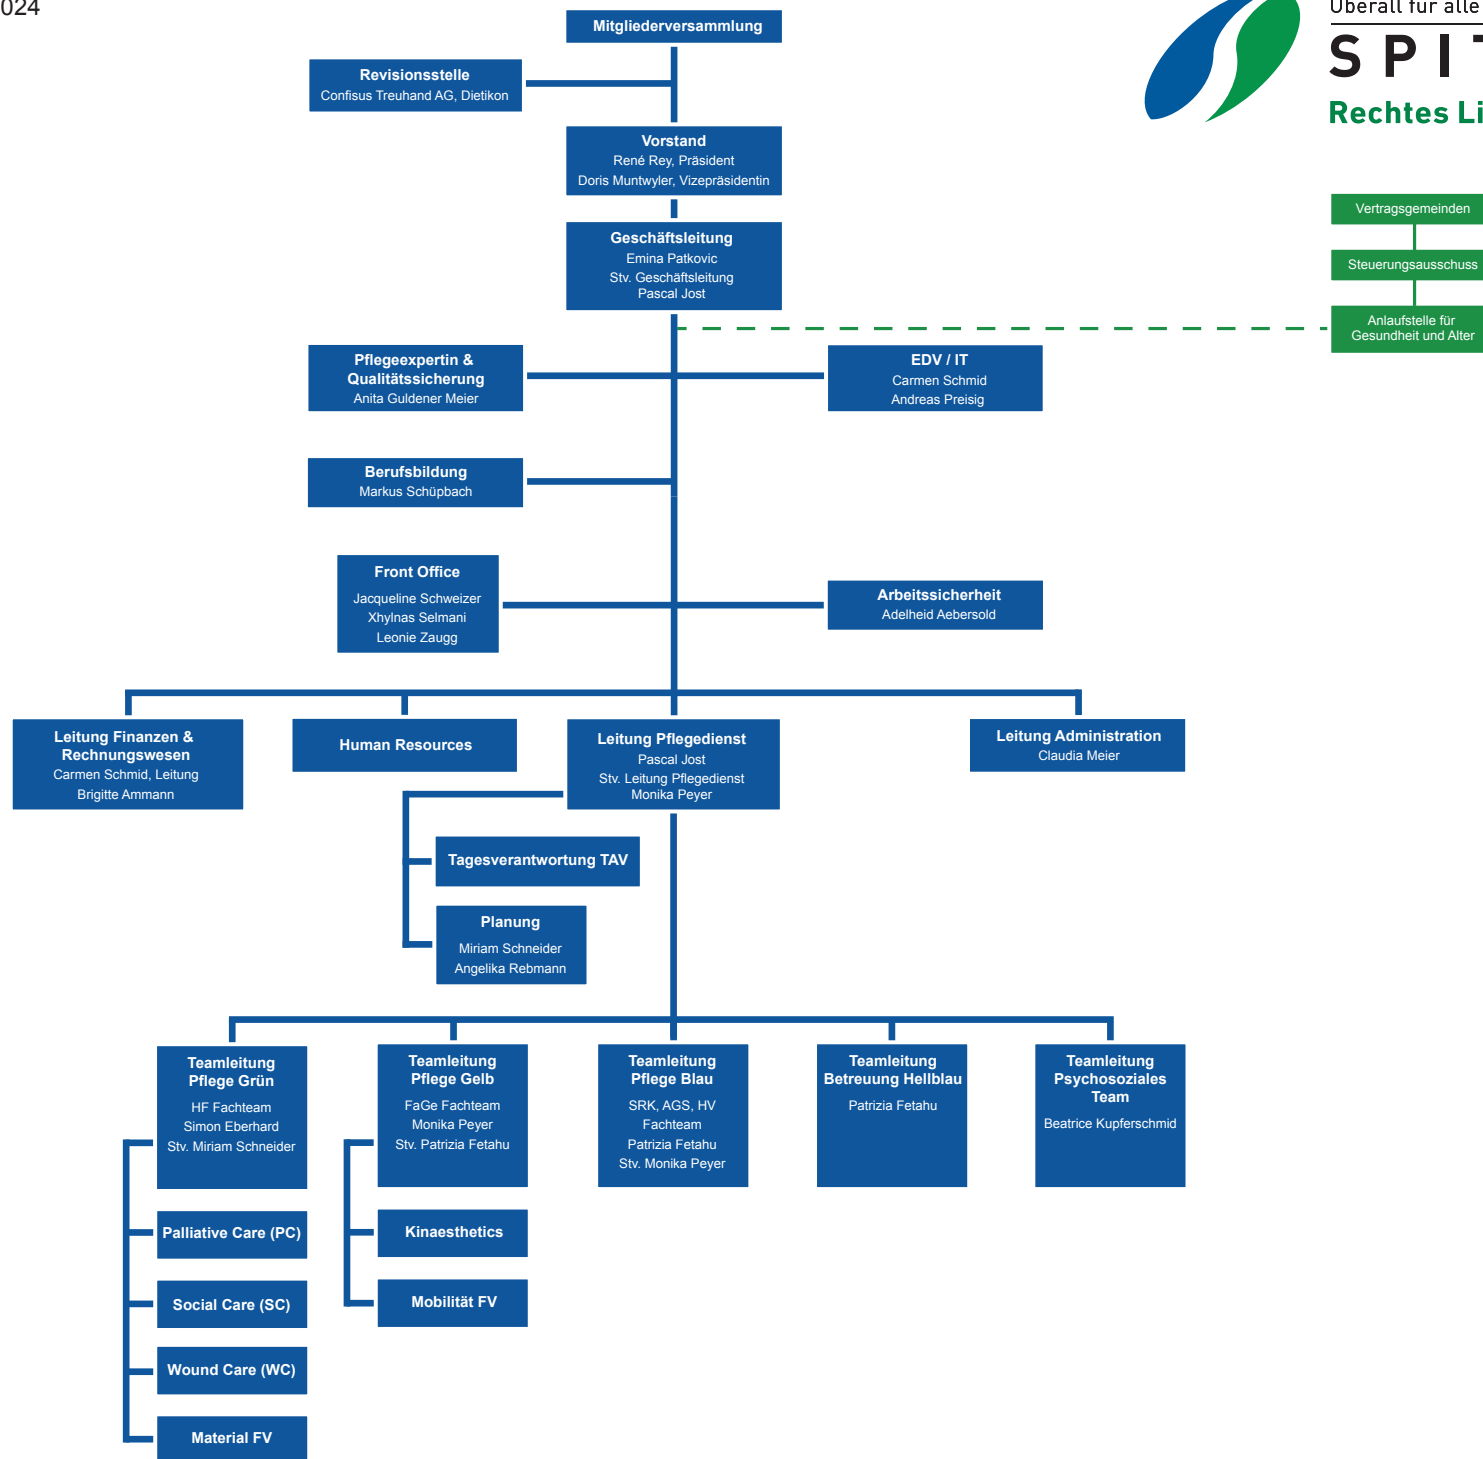 024
Überall für alle
SPIT
Rechtes Li
Mitgliederversammlung
Revisionsstelle
Confisus Treuhand AG, Dietikon
Vorstand
René Rey, Präsident
Doris Muntwyler, Vizepräsidentin
Vertragsgemeinden
Geschäftsleitung
Emina Patkovic
Stv. Geschäftsleitung
Pascal Jost
Steuerungsausschuss
Anlaufstelle für
Gesundheit und Alter
Pflegeexpertin &
Qualitätssicherung
Anita Guldener Meier
EDV / IT
Carmen Schmid
Andreas Preisig
Berufsbildung
Markus Schüpbach
Front Office
Jacqueline Schweizer
Xhylnas Selmani
Leonie Zaugg
Arbeitssicherheit
Adelheid Aebersold
Leitung Finanzen &
Rechnungswesen
Carmen Schmid, Leitung
Brigitte Ammann
Human Resources
Leitung Pflegedienst
Pascal Jost
Stv. Leitung Pflegedienst
Monika Peyer
Leitung Administration
Claudia Meier
Tagesverantwortung TAV
Planung
Miriam Schneider
Angelika Rebmann
Teamleitung
Pflege Grün
HF Fachteam
Simon Eberhard
Stv. Miriam Schneider
Teamleitung
Pflege Gelb
FaGe Fachteam
Monika Peyer
Stv. Patrizia Fetahu
Teamleitung
Pflege Blau
SRK, AGS, HV
Fachteam
Patrizia Fetahu
Stv. Monika Peyer
Teamleitung
Betreuung Hellblau
Patrizia Fetahu
Teamleitung
Psychosoziales
Team
Beatrice Kupferschmid
Palliative Care (PC)
Social Care (SC)
Wound Care (WC)
Material FV
Kinaesthetics
Mobilität FV